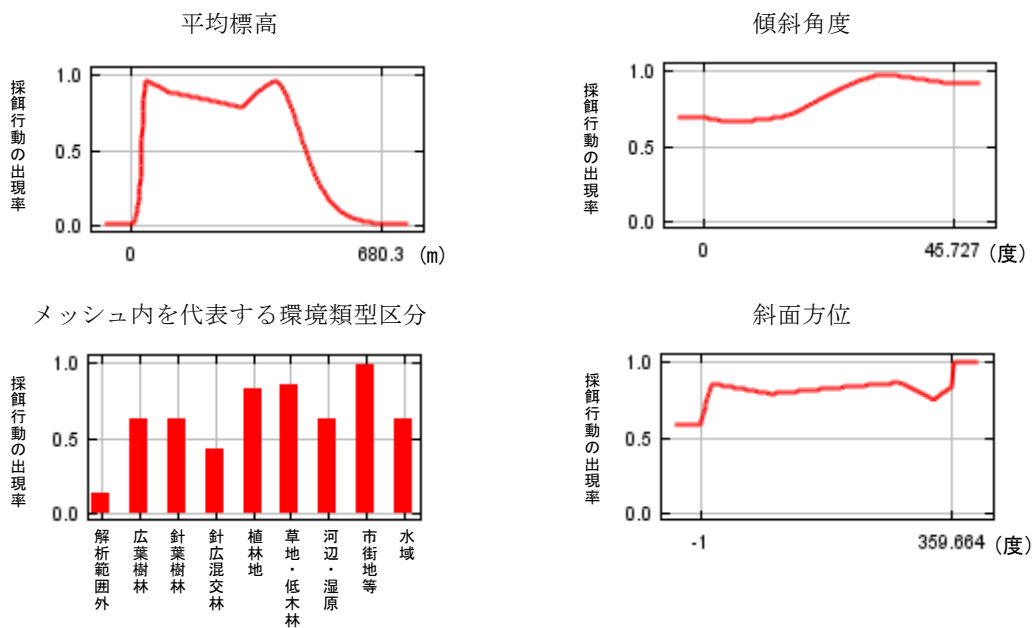 平均標高
採餌行動の出現率
1.0
0.5
0.0
0
680.3 (m)
傾斜角度
採餌行動の出現率
1.0
0.5
0.0
0
45.727 (度)
メッシュ内を代表する環境類型区分
採餌行動の出現率
1.0
0.5
0.0
解析範囲外
広葉樹林
針葉樹林
針広混交林
植林地
草地・低木林
河辺・湿原
市街地等
水域
斜面方位
採餌行動の出現率
1.0
0.5
0.0
-1
359.664 (度)